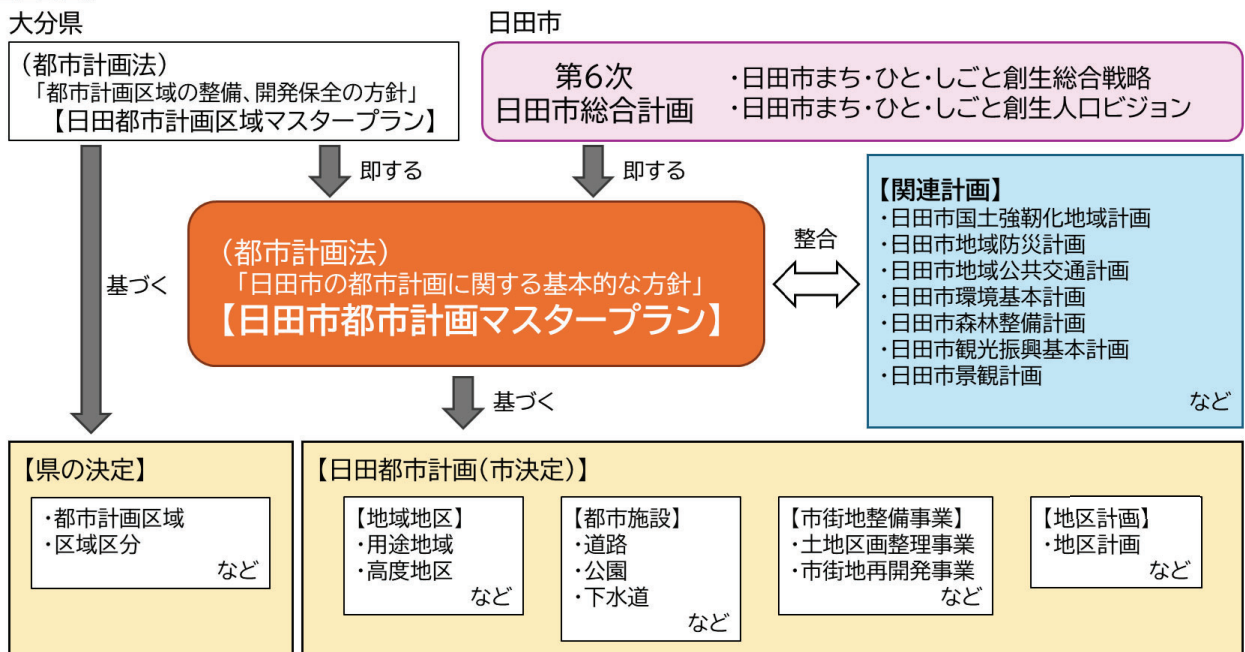 大分県
(都市計画法)
「都市計画区域の整備、開発保全の方針」
【日田都市計画区域マスタープラン】
日田市
第6次
日田市総合計画
・日田市まち・ひと・しごと創生総合戦略
・日田市まち・ひと・しごと創生人口ビジョン
即する
即する
基づく
(都市計画法)
「日田市の都市計画に関する基本的な方針」
【日田市都市計画マスタープラン】
整合
【関連計画】
・日田市国土強靭化地域計画
・日田市地域防災計画
・日田市地域公共交通計画
・日田市環境基本計画
・日田市森林整備計画
・日田市観光振興基本計画
・日田市景観計画
など
基づく
【県の決定】
・都市計画区域
・区域区分
など
【日田都市計画(市決定)】
【地域地区】
・用途地域
・高度地区
など
【都市施設】
・道路
・公園
・下水道
など
【市街地整備事業】
・土地区画整理事業
・市街地再開発事業
など
【地区計画】
・地区計画
など